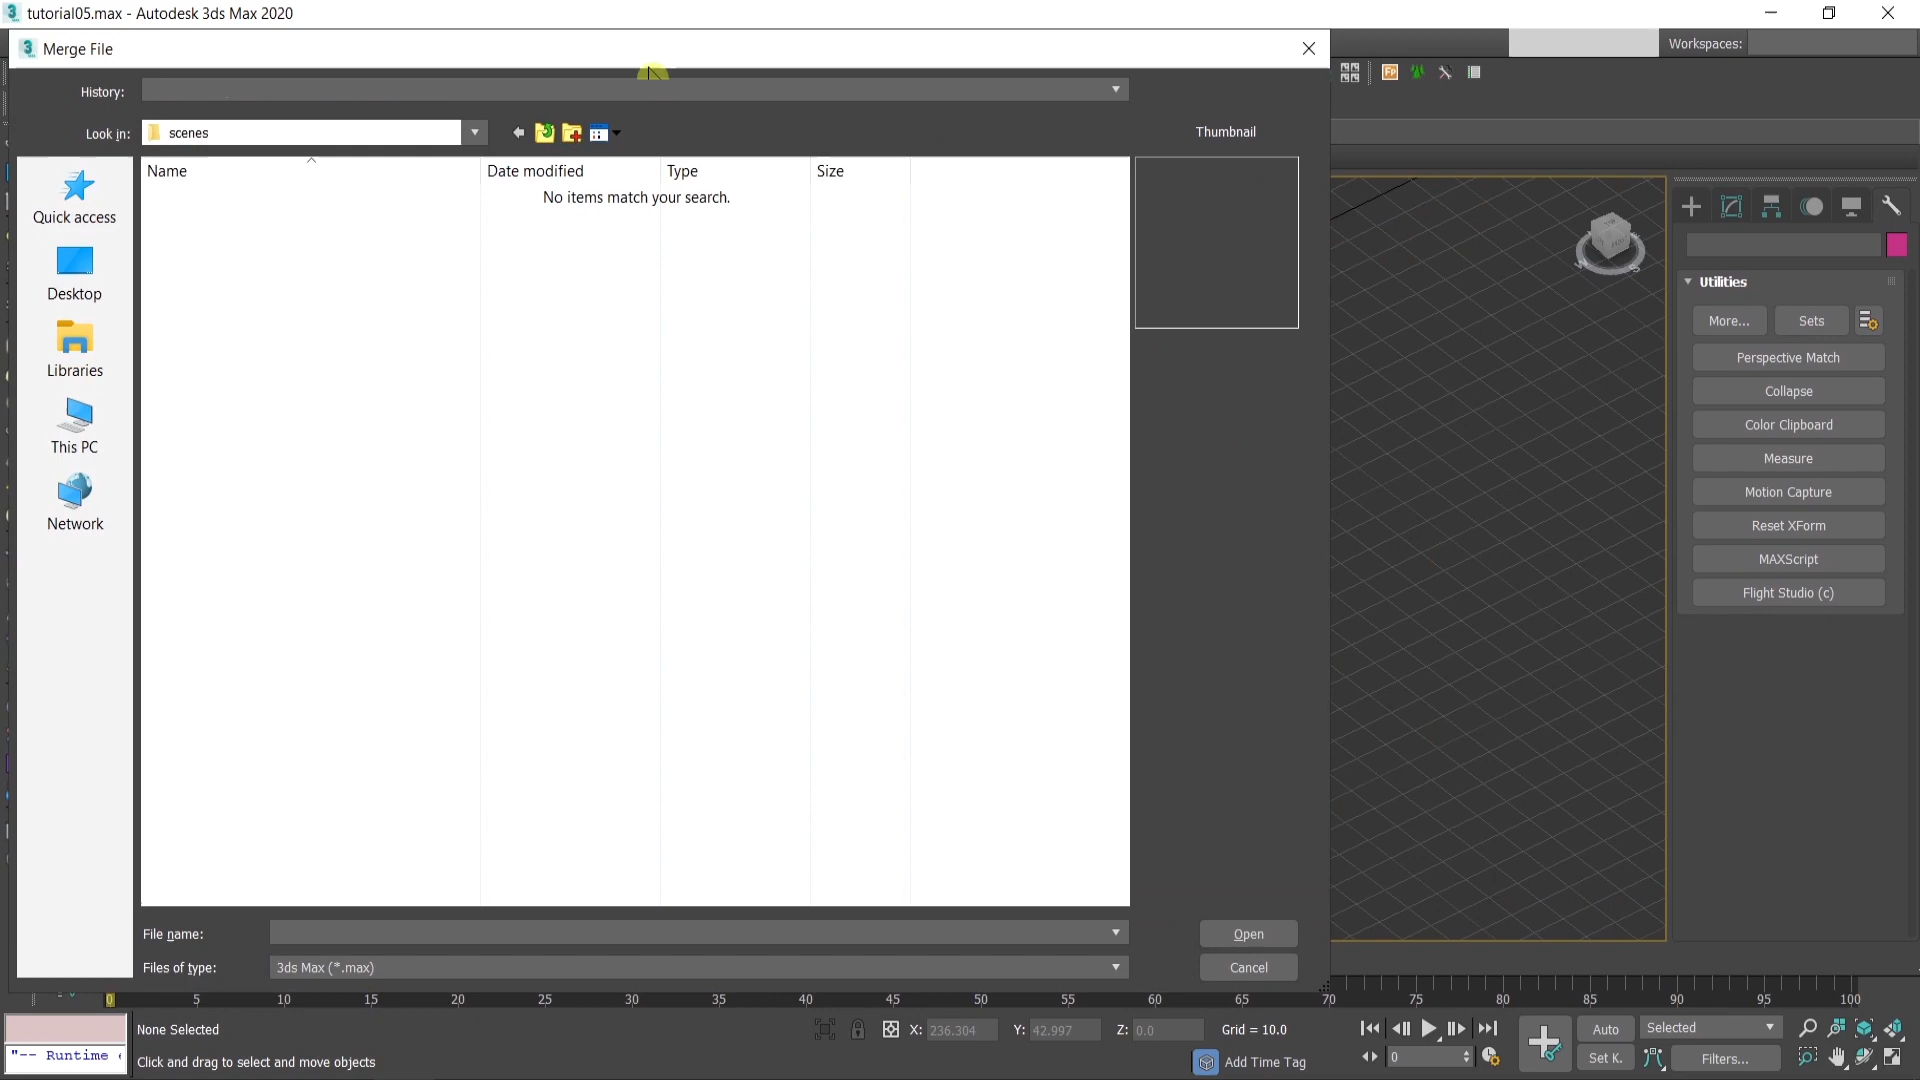 tutorial05.max - Autodesk 3ds Max 2020
Merge File
Workspaces:
History:
Look in: scenes
Thumbnail
Name Date modified Type Size
No items match your search.
Quick access
Desktop
Libraries
This PC
Network
Utilities
More... Sets
Perspective Match
Collapse
Color Clipboard
Measure
Motion Capture
Reset XForm
MAXScript
Flight Studio (c)
File name: Open
Files of type: 3ds Max (*.max) Cancel
0 5 10 15 20 25 30 35 40 45 50 55 60 65 70 75 80 85 90 95 100
None Selected X: 236.304 Y: 42.997 Z: 0.0 Grid = 10.0 Auto Selected
"-- Runtime Click and drag to select and move objects Add Time Tag 0 Set K. Filters...